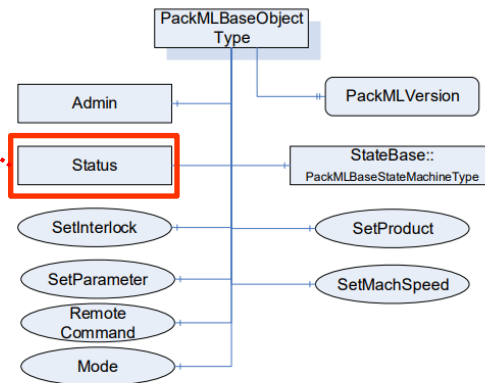 PackMLBaseObject
Type
Admin
PackMLVersion
Status
StateBase::
PackMLBaseStateMachineType
SetInterlock
SetProduct
SetParameter
SetMachSpeed
Remote
Command
Mode